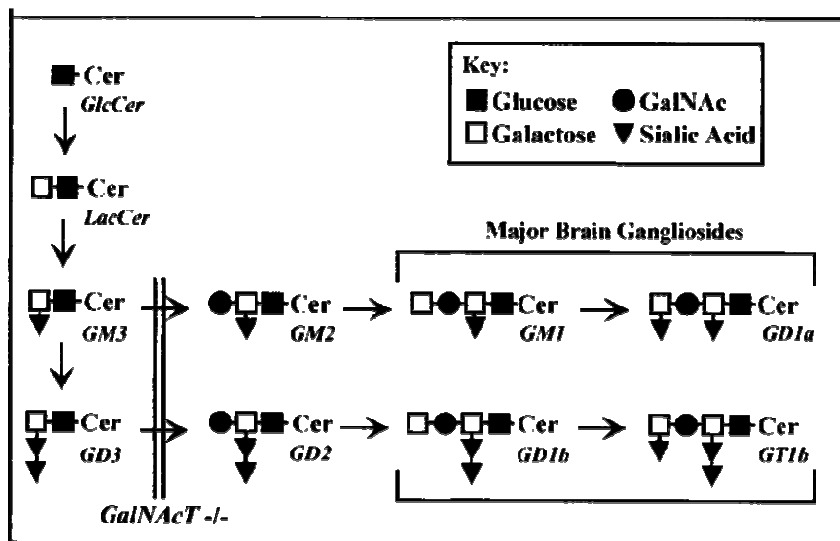 Key:
Glucose GalNAc
Galactose Sialic Acid
Cer
GlcCer
Cer
LacCer
Major Brain Gangliosides
Cer Cer Cer Cer
GM3 GM2 GM1 GD1a
Cer Cer Cer Cer
GD3 GD2 GD1b GT1b
GalNAcT -/-